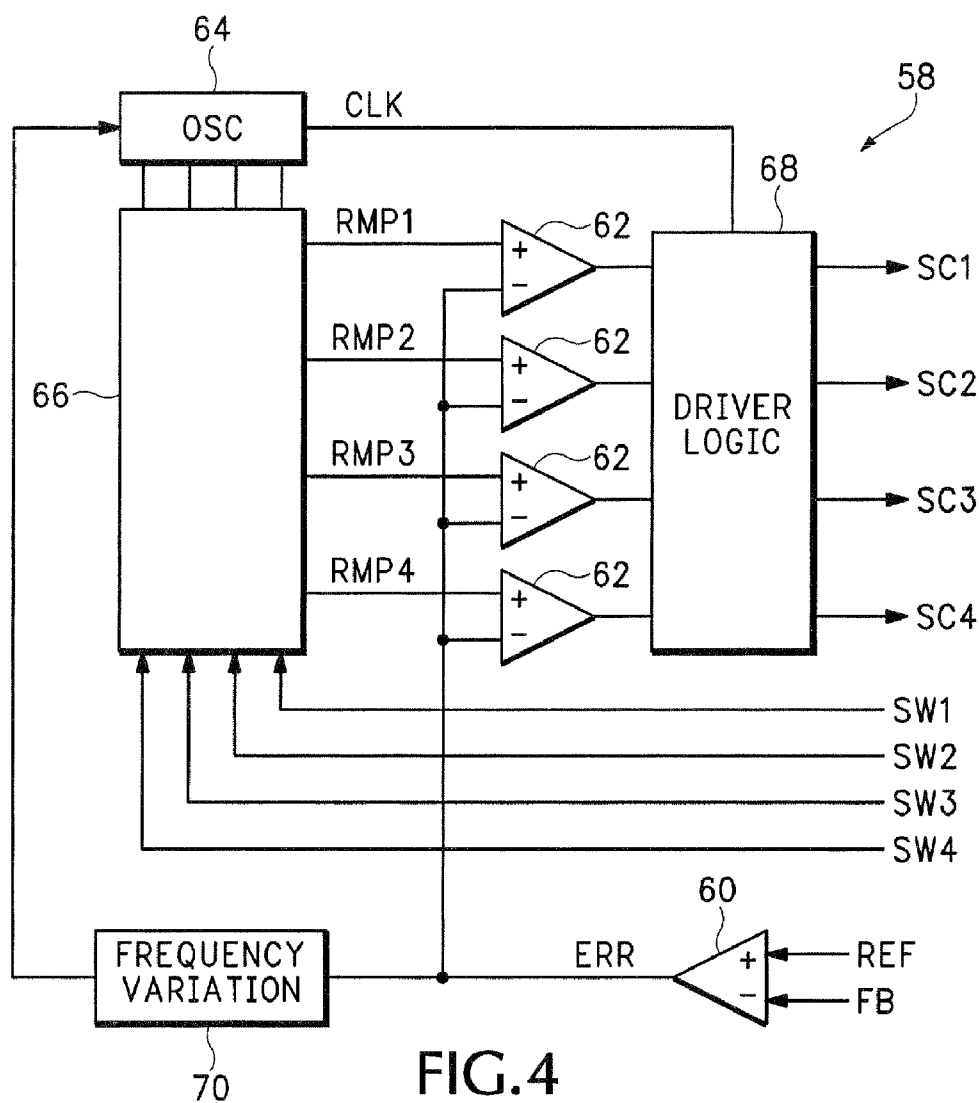 64
58
OSC
CLK
68
RMP1
+
−
62
SC1
RMP2
+
−
62
SC2
66
DRIVER
LOGIC
RMP3
+
−
62
SC3
RMP4
+
−
62
SC4
SW1
SW2
SW3
SW4
60
FREQUENCY
VARIATION
ERR
+
−
REF
FB
70
FIG.4